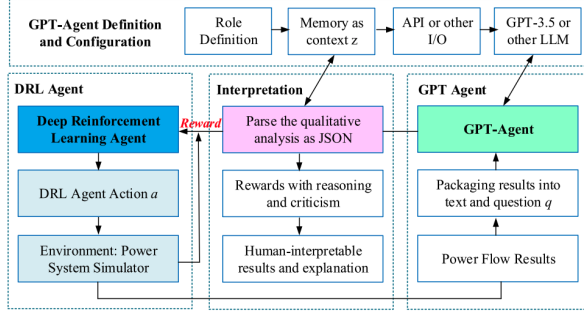 GPT-Agent Definition
and Configuration
Role
Definition
Memory as
context z
API or other
I/O
GPT-3.5 or
other LLM
DRL Agent
Interpretation
GPT Agent
Deep Reinforcement
Learning Agent
Reward
Parse the qualitative
analysis as JSON
GPT-Agent
DRL Agent Action a
Rewards with reasoning
and criticism
Packaging results into
text and question q
Environment: Power
System Simulator
Human-interpretable
results and explanation
Power Flow Results